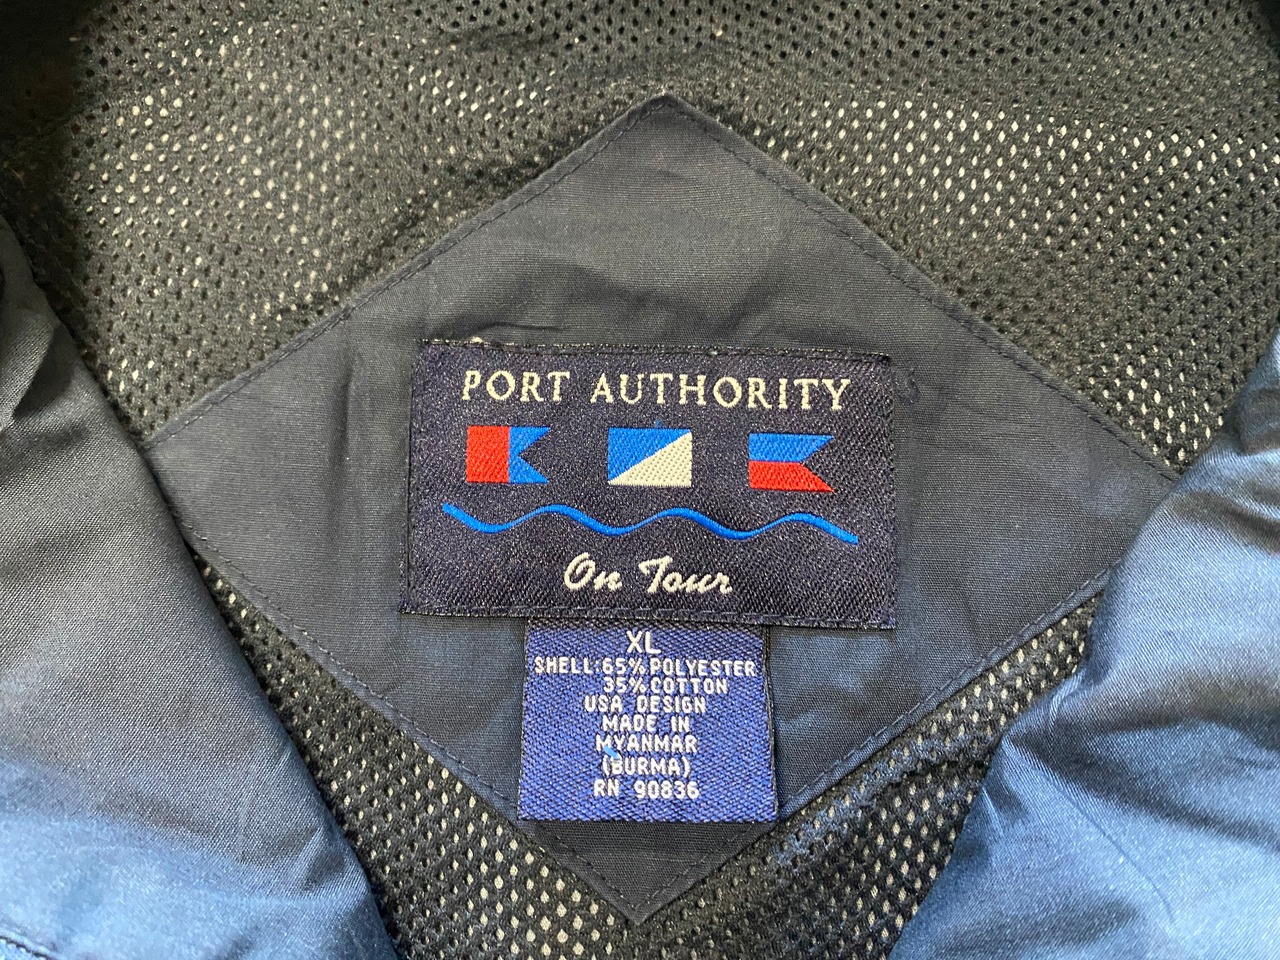 PORT AUTHORITY
On Tour
XL
SHELL:65%POLYESTER
35%COTTON
USA DESIGN
MADE IN
MYANMAR
(BURMA)
RN 90836